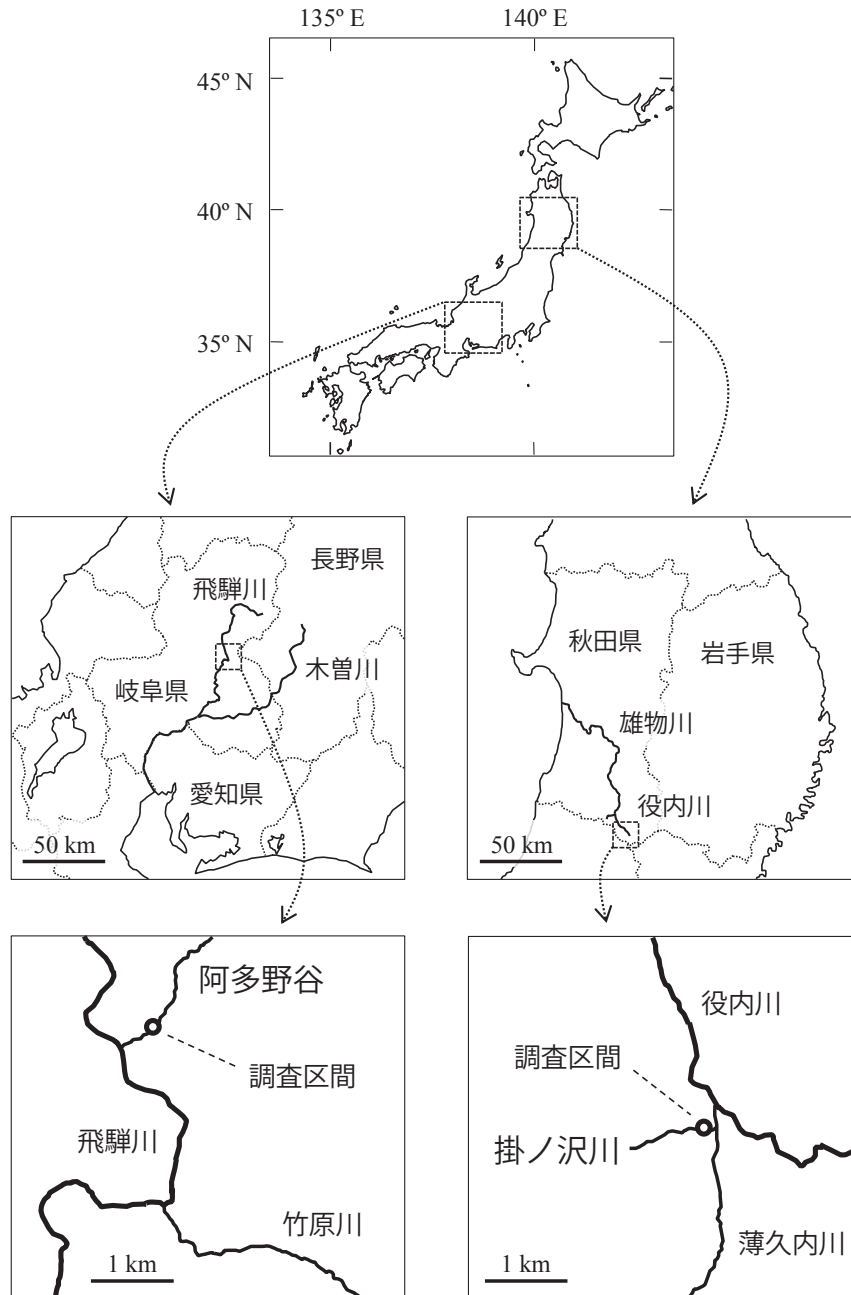 135º E
140º E
45º N
40º N
35º N
長野県
飛騨川
木曽川
岐阜県
愛知県
50 km
秋田県
岩手県
雄物川
役内川
50 km
阿多野谷
調査区間
飛騨川
竹原川
1 km
役内川
調査区間
掛ノ沢川
薄久内川
1 km